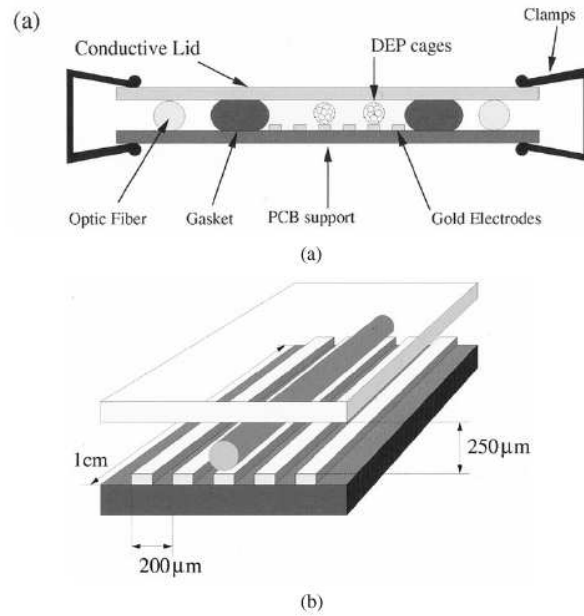 (a)
Conductive Lid
DEP cages
Clamps
Optic Fiber
Gasket
PCB support
Gold Electrodes
(a)
1cm
250μm
200μm
(b)